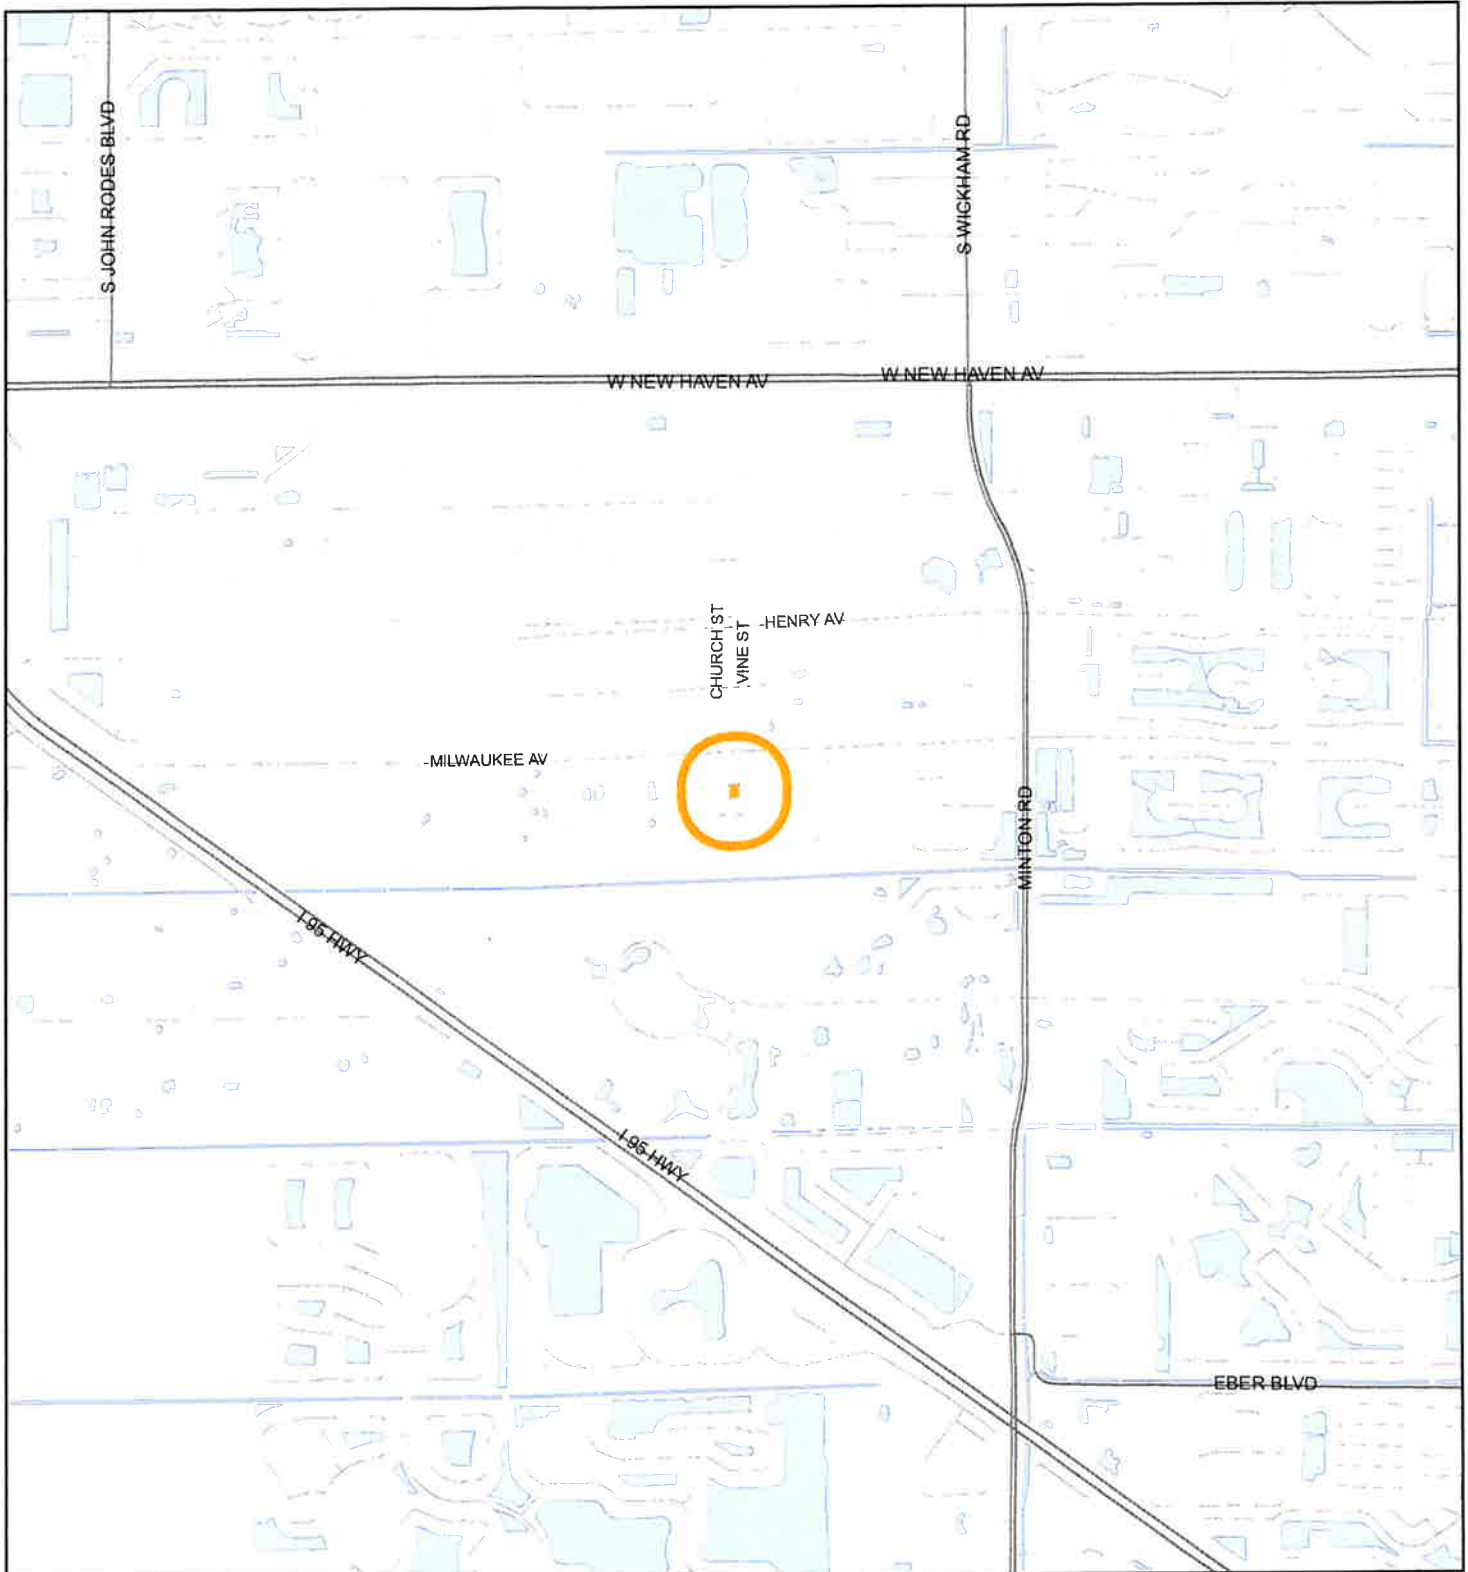 S JOHN RODES BLVD
S WICKHAM RD
W NEW HAVEN AV
W NEW HAVEN AV
CHURCH ST
VINE ST
HENRY AV
MILWAUKEE AV
MINTON RD
I 95 HWY
I 95 HWY
EBER BLVD